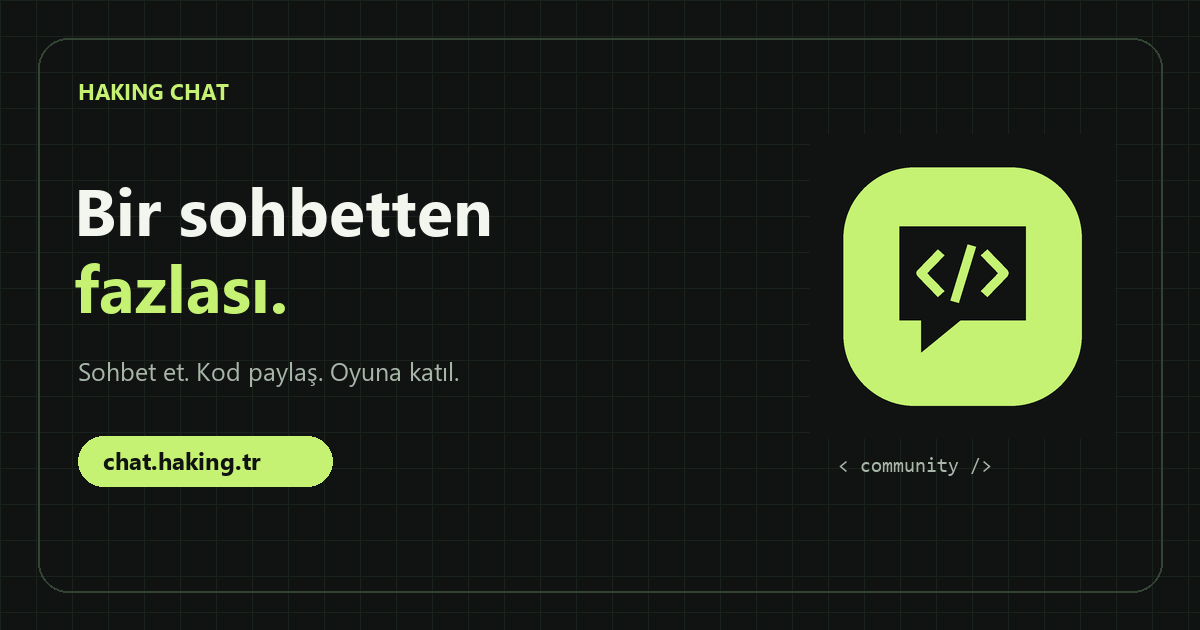 HAKING CHAT
Bir sohbetten
fazlası.
Sohbet et. Kod paylaş. Oyuna katıl.
chat.haking.tr
</>
< community />